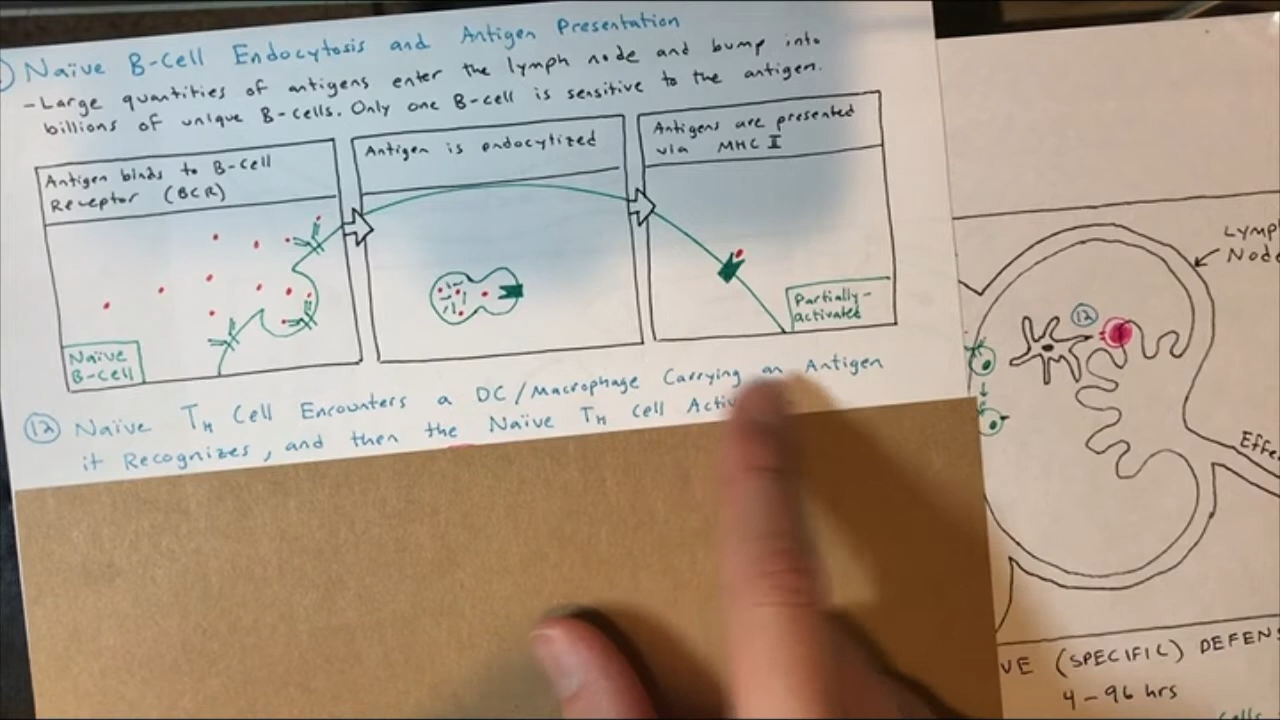 Naïve B-Cell Endocytosis and Antigen Presentation
-Large quantities of antigens enter the lymph node and bump into
billions of unique B-cells. Only one B-cell is sensitive to the antigen.
Antigen binds to B-Cell
Receptor (BCR)
Antigen is endocytized
Antigens are presented
via MHC II
Naïve
B-Cell
Partially-
activated
12 Naïve TH Cell Encounters a DC/Macrophage Carrying an Antigen
it Recognizes, and then the Naïve TH Cell
Node
12
(SPECIFIC)
4-96 hrs